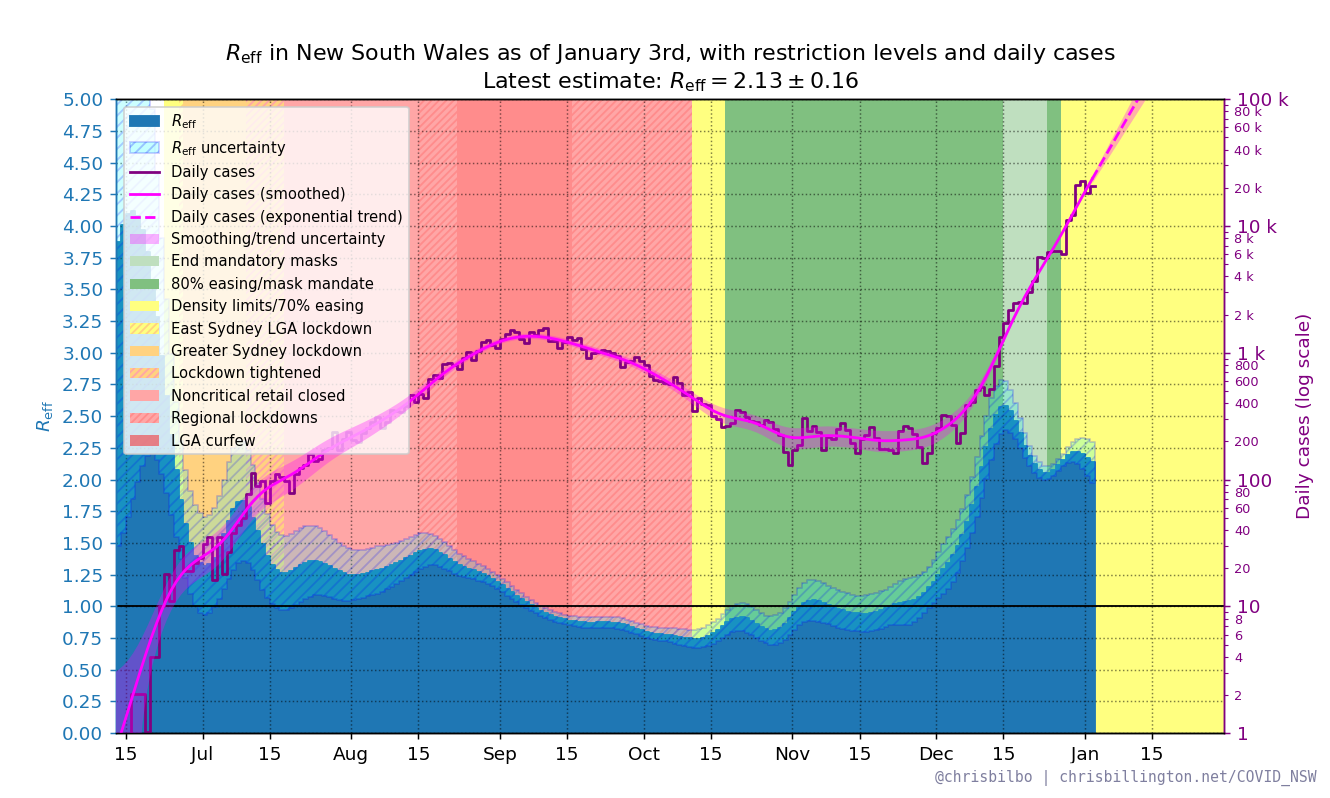 R_eff in New South Wales as of January 3rd, with restriction levels and daily cases
Latest estimate: R_eff = 2.13 ± 0.16
R_eff
5.00
4.75
4.50
4.25
4.00
3.75
3.50
3.25
3.00
2.75
2.50
2.25
2.00
1.75
1.50
1.25
1.00
0.75
0.50
0.25
0.00
R_eff
R_eff uncertainty
Daily cases
Daily cases (smoothed)
Daily cases (exponential trend)
Smoothing/trend uncertainty
End mandatory masks
80% easing/mask mandate
Density limits/70% easing
East Sydney LGA lockdown
Greater Sydney lockdown
Lockdown tightened
Noncritical retail closed
Regional lockdowns
LGA curfew
100 k
80 k
60 k
40 k
20 k
10 k
8 k
6 k
4 k
2 k
1 k
800
600
400
200
100
80
60
40
20
10
8
6
4
2
1
Daily cases (log scale)
15 Jul 15 Aug 15 Sep 15 Oct 15 Nov 15 Dec 15 Jan 15
@chrisbilbo | chrisbillington.net/COVID_NSW